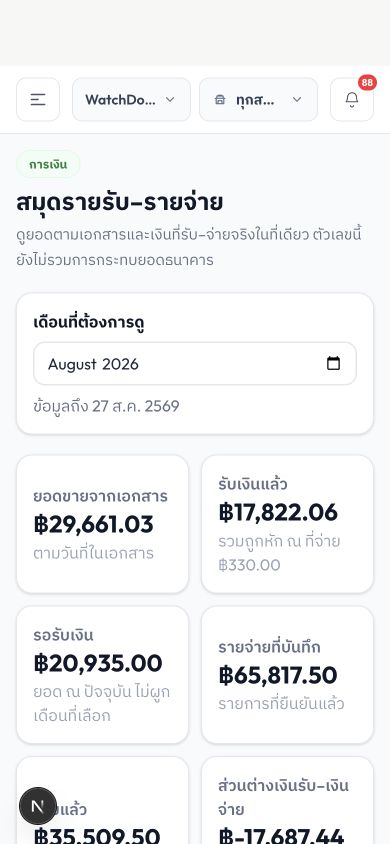 WatchDo...
ทุกส...
88
การเงิน
สมุดรายรับ–รายจ่าย
ดูยอดตามเอกสารและเงินที่รับ–จ่ายจริงในที่เดียว ตัวเลขนี้
ยังไม่รวมการกระทบยอดธนาคาร
เดือนที่ต้องการดู
August 2026
ข้อมูลถึง 27 ส.ค. 2569
ยอดขายจากเอกสาร
฿29,661.03
ตามวันที่ในเอกสาร
รับเงินแล้ว
฿17,822.06
รวมถูกหัก ณ ที่จ่าย
฿330.00
รอรับเงิน
฿20,935.00
ยอด ณ ปัจจุบัน ไม่ผูก
เดือนที่เลือก
รายจ่ายที่บันทึก
฿65,817.50
รายการที่ยืนยันแล้ว
N
แล้ว
฿35,509.50
ส่วนต่างเงินรับ–เงิน
จ่าย
฿-17,687.44